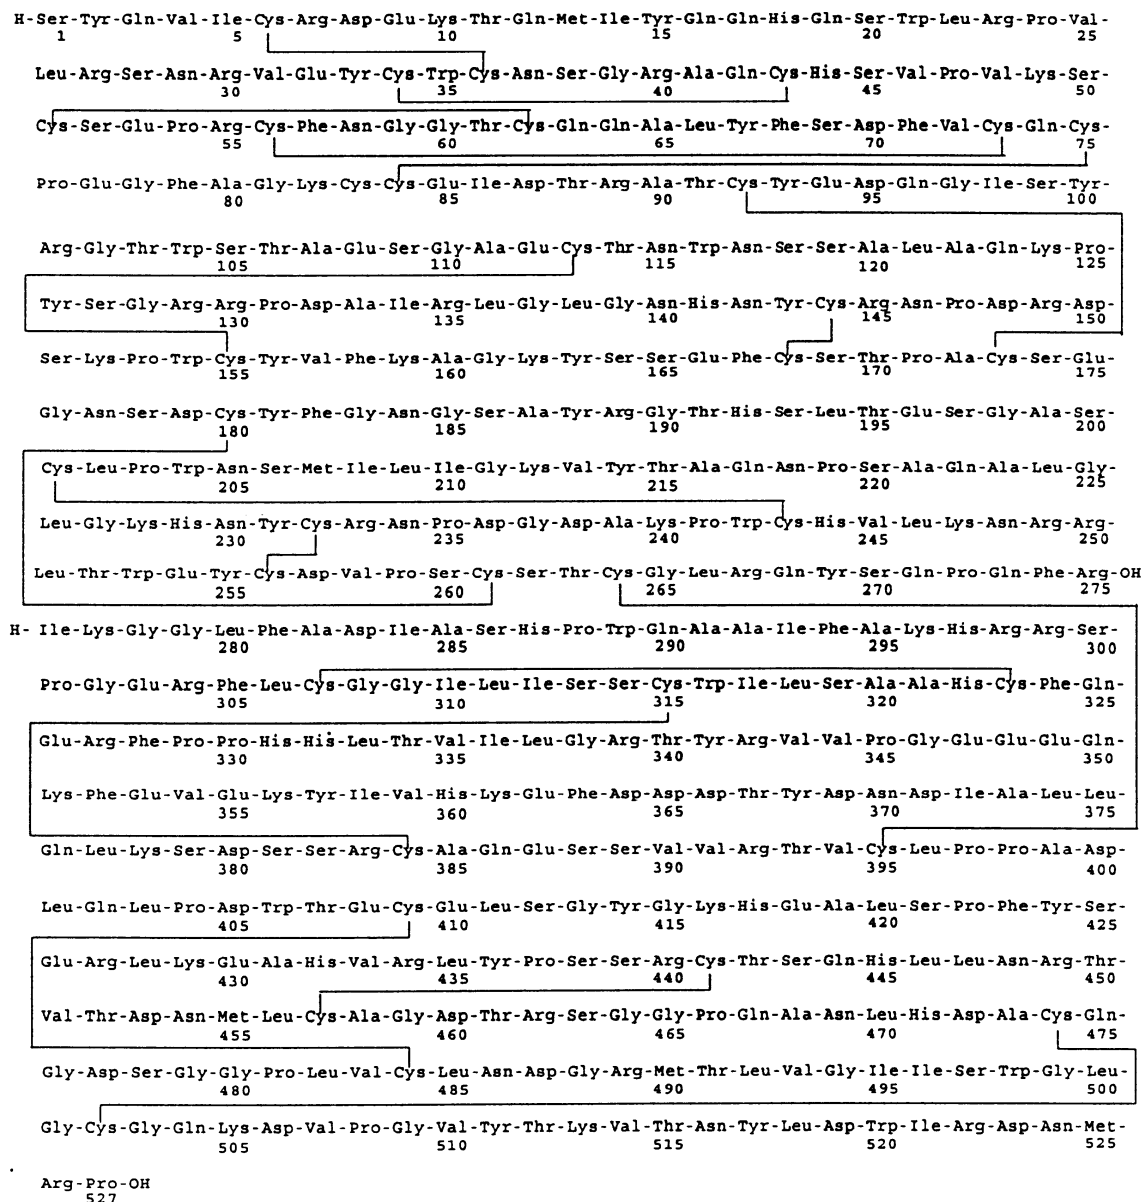 H-Ser-Tyr-Gln-Val-Ile-Cys-Arg-Asp-Glu-Lys-Thr-Gln-Met-Ile-Tyr-Gln-Gln-His-Gln-Ser-Trp-Leu-Arg-Pro-Val-
1 5 10 15 20 25
Leu-Arg-Ser-Asn-Arg-Val-Glu-Tyr-Cys-Trp-Cys-Asn-Ser-Gly-Arg-Ala-Gln-Cys-His-Ser-Val-Pro-Val-Lys-Ser-
30 35 40 45 50
Cys-Ser-Glu-Pro-Arg-Cys-Phe-Asn-Gly-Gly-Thr-Cys-Gln-Gln-Ala-Leu-Tyr-Phe-Ser-Asp-Phe-Val-Cys-Gln-Cys-
55 60 65 70 75
Pro-Glu-Gly-Phe-Ala-Gly-Lys-Cys-Cys-Glu-Ile-Asp-Thr-Arg-Ala-Thr-Cys-Tyr-Glu-Asp-Gln-Gly-Ile-Ser-Tyr-
80 85 90 95 100
Arg-Gly-Thr-Trp-Ser-Thr-Ala-Glu-Ser-Gly-Ala-Glu-Cys-Thr-Asn-Trp-Asn-Ser-Ser-Ala-Leu-Ala-Gln-Lys-Pro-
105 110 115 120 125
Tyr-Ser-Gly-Arg-Arg-Pro-Asp-Ala-Ile-Arg-Leu-Gly-Leu-Gly-Asn-His-Asn-Tyr-Cys-Arg-Asn-Pro-Asp-Arg-Asp-
130 135 140 145 150
Ser-Lys-Pro-Trp-Cys-Tyr-Val-Phe-Lys-Ala-Gly-Lys-Tyr-Ser-Ser-Glu-Phe-Cys-Ser-Thr-Pro-Ala-Cys-Ser-Glu-
155 160 165 170 175
Gly-Asn-Ser-Asp-Cys-Tyr-Phe-Gly-Asn-Gly-Ser-Ala-Tyr-Arg-Gly-Thr-His-Ser-Leu-Thr-Glu-Ser-Gly-Ala-Ser-
180 185 190 195 200
Cys-Leu-Pro-Trp-Asn-Ser-Met-Ile-Leu-Ile-Gly-Lys-Val-Tyr-Thr-Ala-Gln-Asn-Pro-Ser-Ala-Gln-Ala-Leu-Gly-
205 210 215 220 225
Leu-Gly-Lys-His-Asn-Tyr-Cys-Arg-Asn-Pro-Asp-Gly-Asp-Ala-Lys-Pro-Trp-Cys-His-Val-Leu-Lys-Asn-Arg-Arg-
230 235 240 245 250
Leu-Thr-Trp-Glu-Tyr-Cys-Asp-Val-Pro-Ser-Cys-Ser-Thr-Cys-Gly-Leu-Arg-Gln-Tyr-Ser-Gln-Pro-Gln-Phe-Arg-OH
255 260 265 270 275
H- Ile-Lys-Gly-Gly-Leu-Phe-Ala-Asp-Ile-Ala-Ser-His-Pro-Trp-Gln-Ala-Ala-Ile-Phe-Ala-Lys-His-Arg-Arg-Ser-
280 285 290 295 300
Pro-Gly-Glu-Arg-Phe-Leu-Cys-Gly-Gly-Ile-Leu-Ile-Ser-Ser-Cys-Trp-Ile-Leu-Ser-Ala-Ala-His-Cys-Phe-Gln-
305 310 315 320 325
Glu-Arg-Phe-Pro-Pro-His-His-Leu-Thr-Val-Ile-Leu-Gly-Arg-Thr-Tyr-Arg-Val-Val-Pro-Gly-Glu-Glu-Glu-Gln-
330 335 340 345 350
Lys-Phe-Glu-Val-Glu-Lys-Tyr-Ile-Val-His-Lys-Glu-Phe-Asp-Asp-Asp-Thr-Tyr-Asp-Asn-Asp-Ile-Ala-Leu-Leu-
355 360 365 370 375
Gln-Leu-Lys-Ser-Asp-Ser-Ser-Arg-Cys-Ala-Gln-Glu-Ser-Ser-Val-Val-Arg-Thr-Val-Cys-Leu-Pro-Pro-Ala-Asp-
380 385 390 395 400
Leu-Gln-Leu-Pro-Asp-Trp-Thr-Glu-Cys-Glu-Leu-Ser-Gly-Tyr-Gly-Lys-His-Glu-Ala-Leu-Ser-Pro-Phe-Tyr-Ser-
405 410 415 420 425
Glu-Arg-Leu-Lys-Glu-Ala-His-Val-Arg-Leu-Tyr-Pro-Ser-Ser-Arg-Cys-Thr-Ser-Gln-His-Leu-Leu-Asn-Arg-Thr-
430 435 440 445 450
Val-Thr-Asp-Asn-Met-Leu-Cys-Ala-Gly-Asp-Thr-Arg-Ser-Gly-Gly-Pro-Gln-Ala-Asn-Leu-His-Asp-Ala-Cys-Gln-
455 460 465 470 475
Gly-Asp-Ser-Gly-Gly-Pro-Leu-Val-Cys-Leu-Asn-Asp-Gly-Arg-Met-Thr-Leu-Val-Gly-Ile-Ile-Ser-Trp-Gly-Leu-
480 485 490 495 500
Gly-Cys-Gly-Gln-Lys-Asp-Val-Pro-Gly-Val-Tyr-Thr-Lys-Val-Thr-Asn-Tyr-Leu-Asp-Trp-Ile-Arg-Asp-Asn-Met-
505 510 515 520 525
Arg-Pro-OH
527